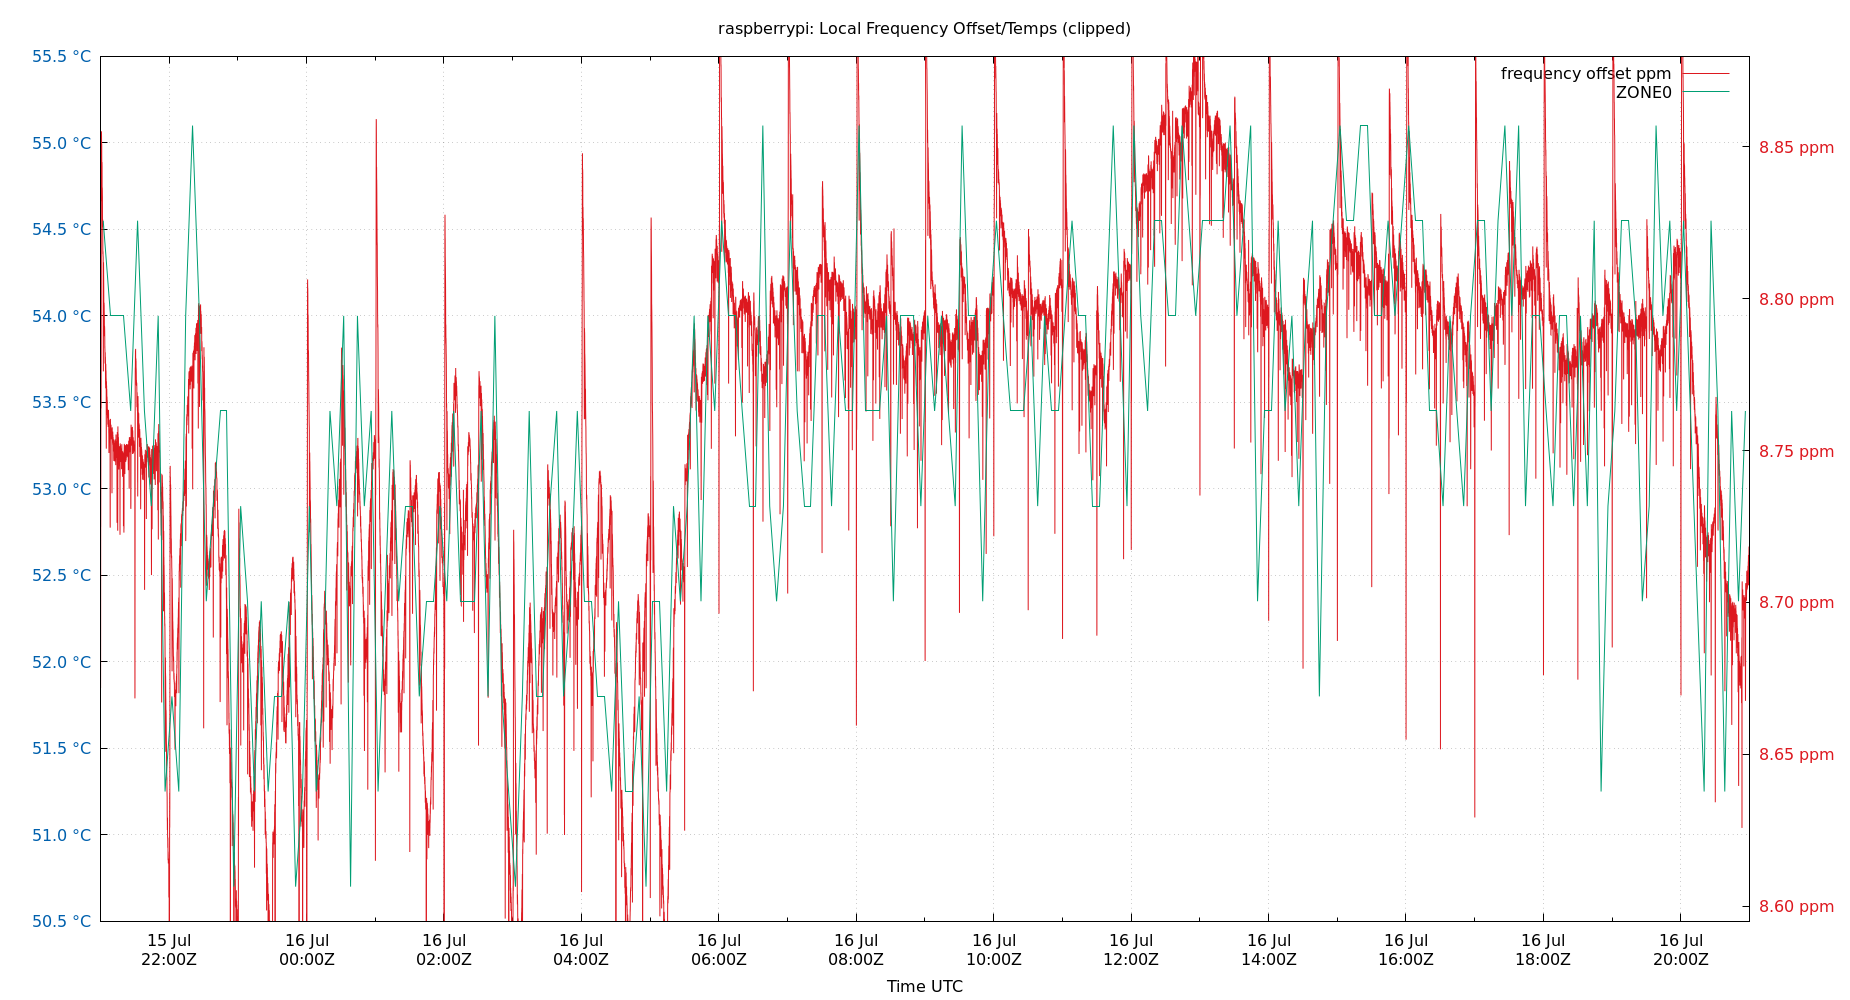 raspberrypi: Local Frequency Offset/Temps (clipped)
frequency offset ppm
ZONE0
55.5 °C
55.0 °C
54.5 °C
54.0 °C
53.5 °C
53.0 °C
52.5 °C
52.0 °C
51.5 °C
51.0 °C
50.5 °C
8.85 ppm
8.80 ppm
8.75 ppm
8.70 ppm
8.65 ppm
8.60 ppm
15 Jul
22:00Z
16 Jul
00:00Z
16 Jul
02:00Z
16 Jul
04:00Z
16 Jul
06:00Z
16 Jul
08:00Z
16 Jul
10:00Z
16 Jul
12:00Z
16 Jul
14:00Z
16 Jul
16:00Z
16 Jul
18:00Z
16 Jul
20:00Z
Time UTC